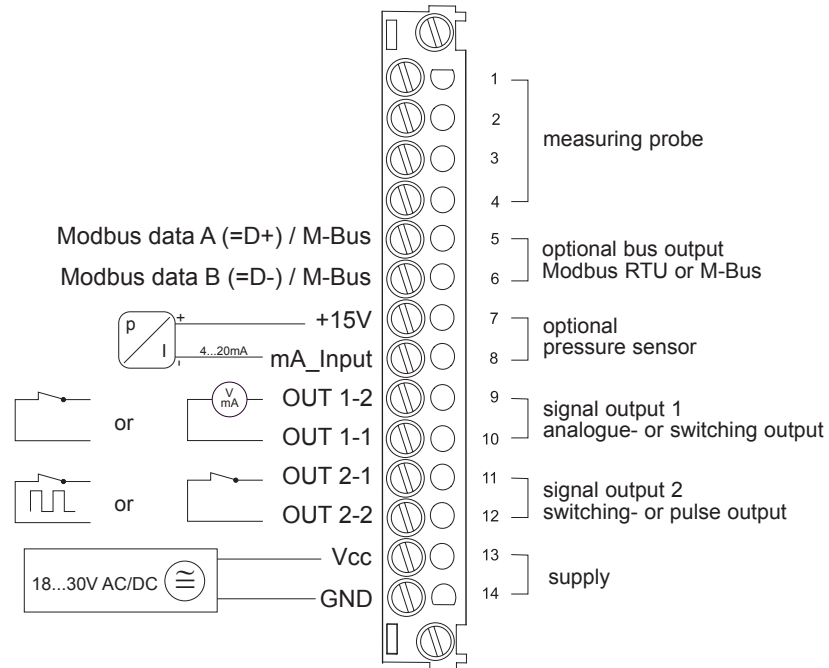 1
2
measuring probe
3
4
Modbus data A (=D+) / M-Bus
5
optional bus output
Modbus data B (=D-) / M-Bus
6
Modbus RTU or M-Bus
p
+
+15V
7
optional
pressure sensor
I
-
4...20mA
mA_Input
8
or
V
mA
OUT 1-2
9
signal output 1
OUT 1-1
10
analogue- or switching output
or
OUT 2-1
11
signal output 2
OUT 2-2
12
switching- or pulse output
18...30V AC/DC
Vcc
13
supply
GND
14